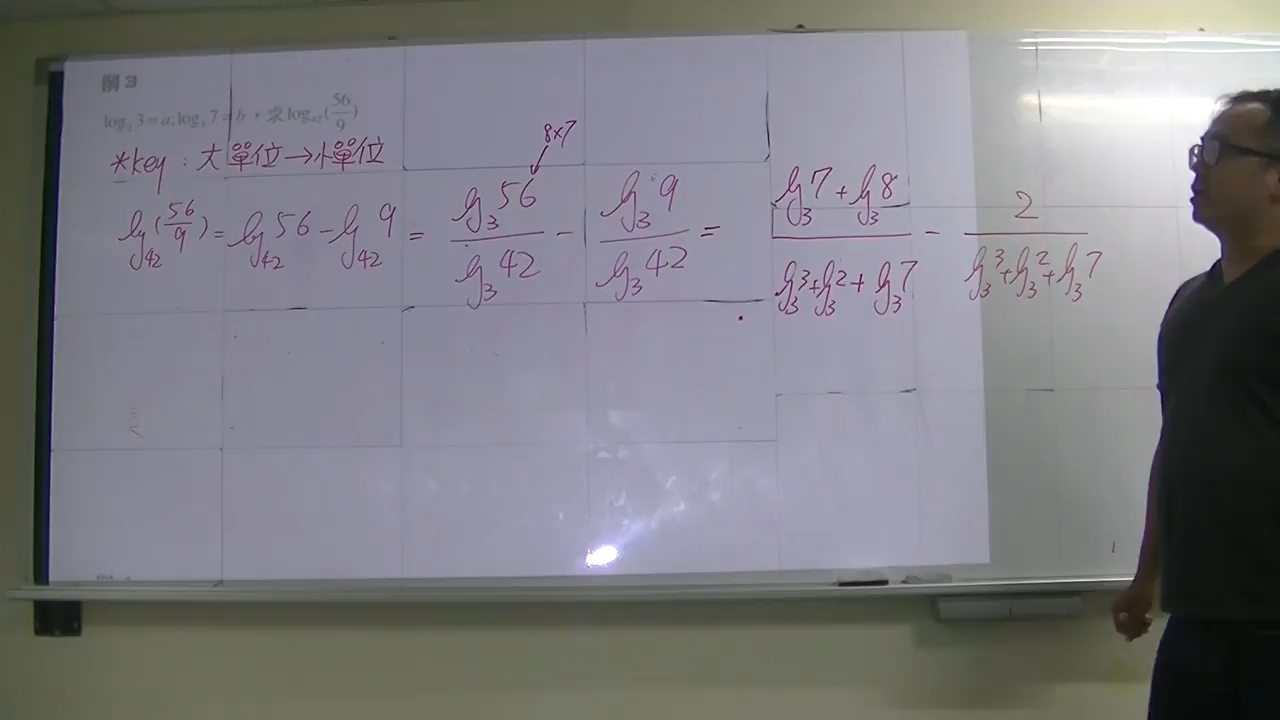 例 3
log₂ 3 = a; log₃ 7 = b，求 log₄₂(56/9)
*key : 大單位→小單位
8×7
log₄₂(56/9) = log₄₂ 56 - log₄₂ 9 = log₃ 56 / log₃ 42 - log₃ 9 / log₃ 42 = (log₃ 7 + log₃ 8) / (log₃ 3 + log₃ 2 + log₃ 7) - 2 / (log₃ 3 + log₃ 2 + log₃ 7)